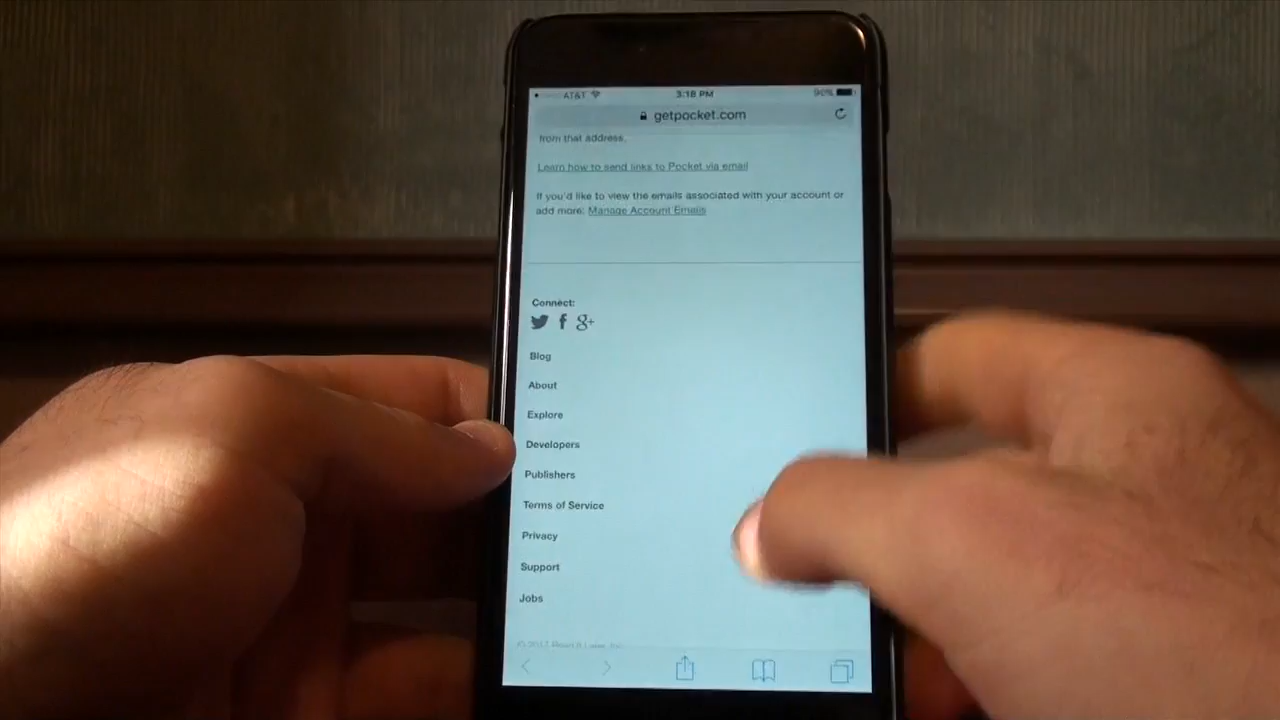 AT&T 3:18 PM 90%
getpocket.com
from that address.
Learn how to send links to Pocket via email
If you'd like to view the emails associated with your account or
add more: Manage Account Emails
Connect:
g+
Blog
About
Explore
Developers
Publishers
Terms of Service
Privacy
Support
Jobs